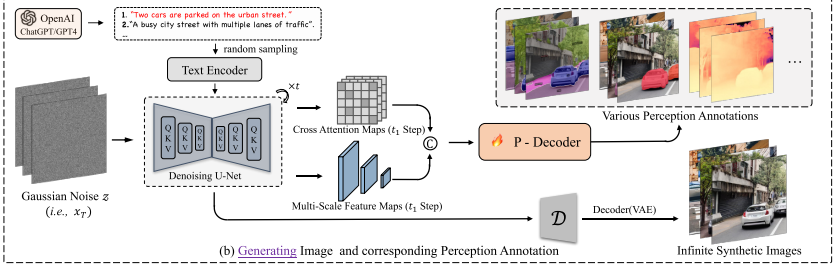 OpenAI
ChatGPT/GPT4
1. "Two cars are parked on the urban street."
2."A busy city street with multiple lanes of traffic".
...
random sampling
Text Encoder
×t
Q K V
Q K V
Q K V
Q K V
Q K V
Q K V
Denoising U-Net
Gaussian Noise z
(i.e., x_T)
Cross Attention Maps (t₁ Step)
C
Multi-Scale Feature Maps (t₁ Step)
P - Decoder
Various Perception Annotations
...
D
Decoder(VAE)
Infinite Synthetic Images
(b) Generating Image and corresponding Perception Annotation